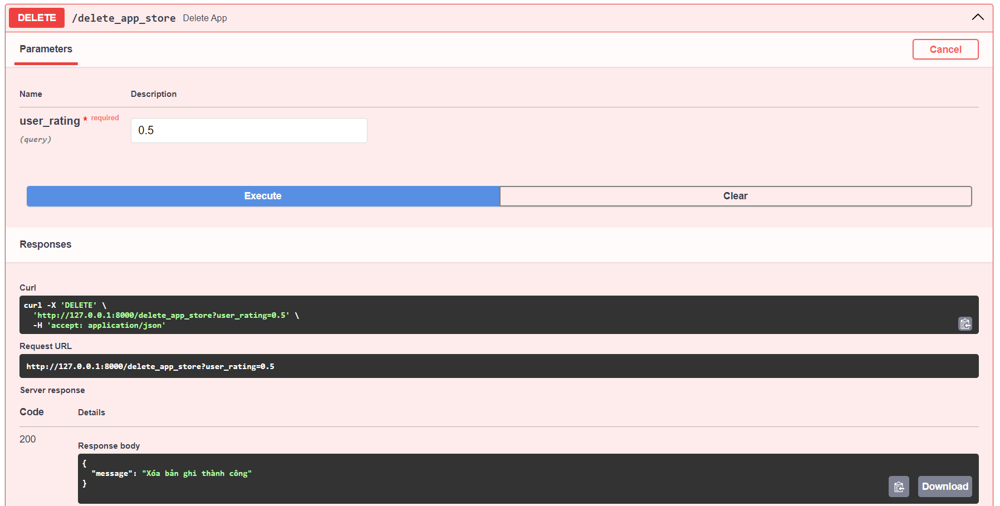 DELETE /delete_app_store Delete App
Parameters
Cancel
Name Description
user_rating * required
(query)
0.5
Execute
Clear
Responses
Curl
curl -X 'DELETE' \
'http://127.0.0.1:8000/delete_app_store?user_rating=0.5' \
-H 'accept: application/json'
Request URL
http://127.0.0.1:8000/delete_app_store?user_rating=0.5
Server response
Code Details
200
Response body
{
"message": "Xóa bản ghi thành công"
}
Download